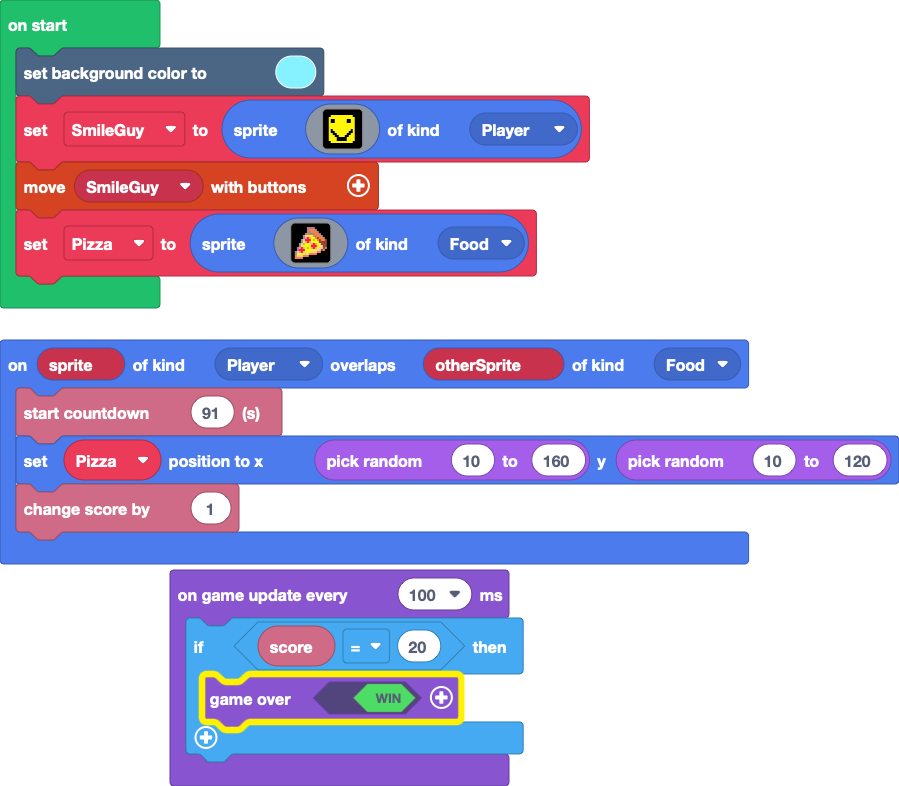 on start
set background color to
set SmileGuy to sprite of kind Player
move SmileGuy with buttons
set Pizza to sprite of kind Food
on sprite of kind Player overlaps otherSprite of kind Food
start countdown 91 (s)
set Pizza position to x pick random 10 to 160 y pick random 10 to 120
change score by 1
on game update every 100 ms
if score = 20 then
game over WIN